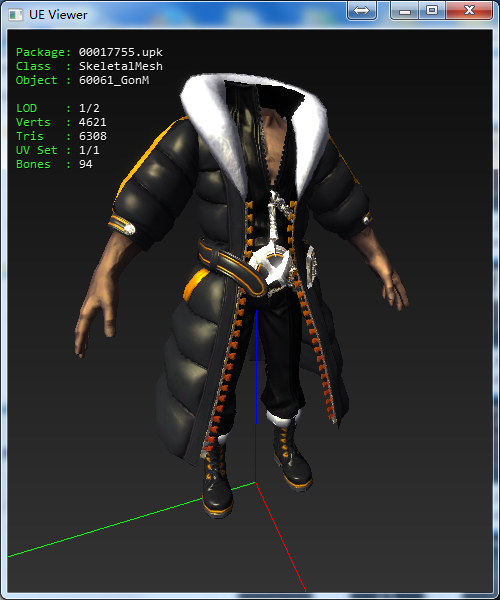 UE Viewer
Package: 00017755.upk
Class : SkeletalMesh
Object : 60061_GonM
LOD : 1/2
Verts : 4621
Tris : 6308
UV Set : 1/1
Bones : 94